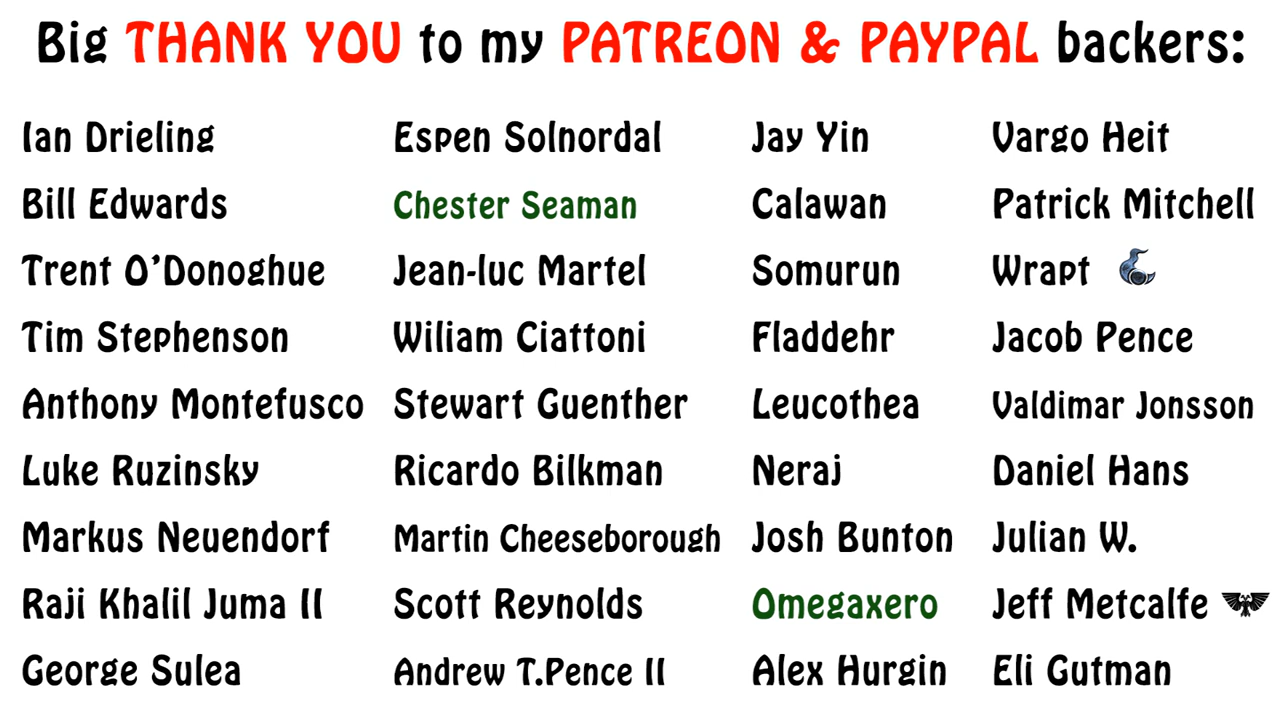 Big THANK YOU to my PATREON & PAYPAL backers:
Ian Drieling Espen Solnordal Jay Yin Vargo Heit
Bill Edwards Chester Seaman Calawan Patrick Mitchell
Trent O'Donoghue Jean-luc Martel Somurun Wrapt
Tim Stephenson Wiliam Ciattoni Fladdehr Jacob Pence
Anthony Montefusco Stewart Guenther Leucothea Valdimar Jonsson
Luke Ruzinsky Ricardo Bilkman Neraj Daniel Hans
Markus Neuendorf Martin Cheeseborough Josh Bunton Julian W.
Raji Khalil Juma II Scott Reynolds Omegaxero Jeff Metcalfe
George Sulea Andrew T.Pence II Alex Hurgin Eli Gutman